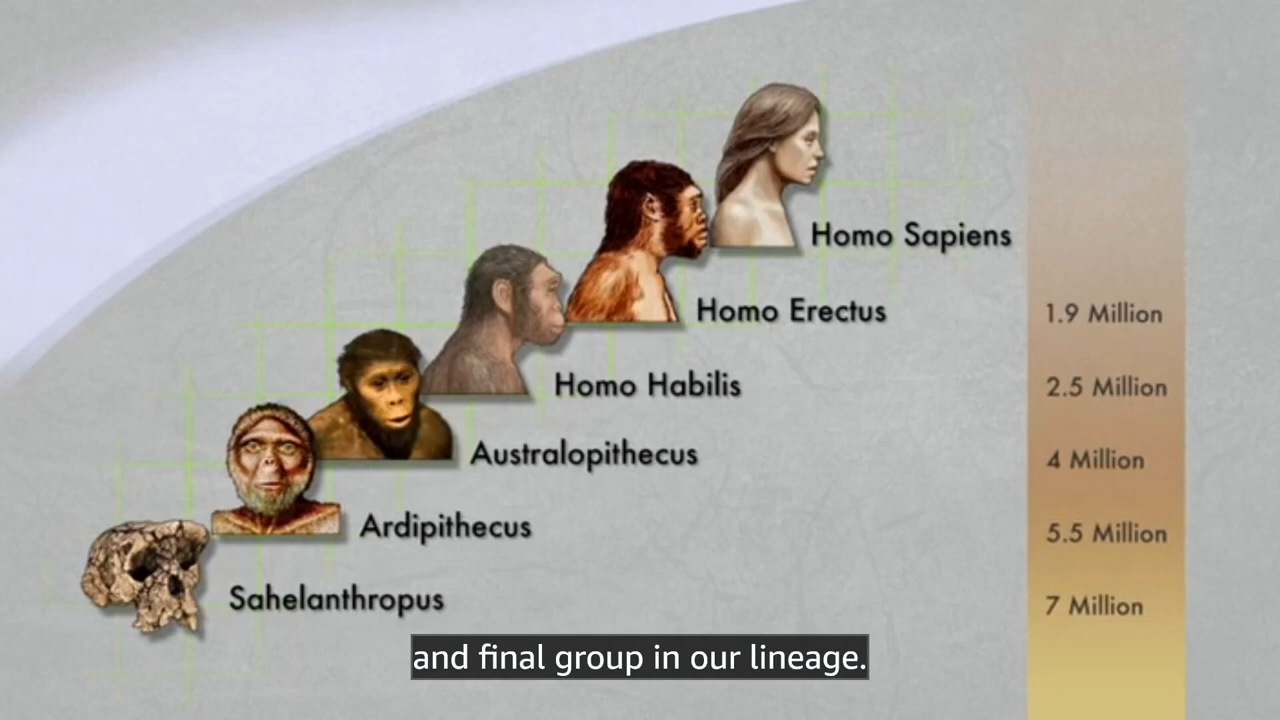 Homo Sapiens
Homo Erectus
1.9 Million
Homo Habilis
2.5 Million
Australopithecus
4 Million
Ardipithecus
5.5 Million
Sahelanthropus
7 Million
and final group in our lineage.